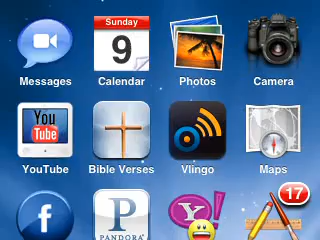 Sunday
9
Messages Calendar Photos Camera
You
Tube
YouTube Bible Verses Vlingo Maps
17
f P Y!
PANDORA